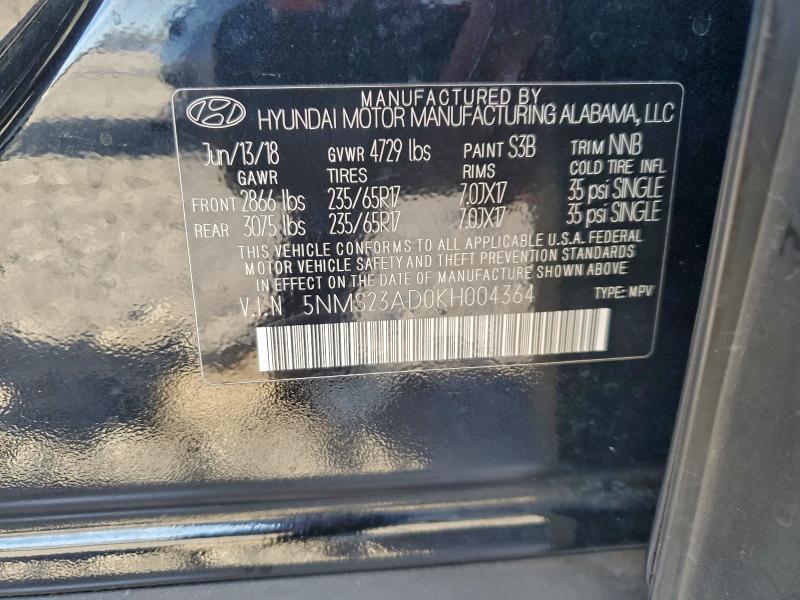 MANUFACTURED BY
HYUNDAI MOTOR MANUFACTURING ALABAMA, LLC
Jun/13/18 GVWR 4729 lbs PAINT S3B TRIM NNB
GAWR TIRES RIMS COLD TIRE INFL
FRONT 2866 lbs 235/65R17 7.0JX17 35 psi SINGLE
REAR 3075 lbs 235/65R17 7.0JX17 35 psi SINGLE
THIS VEHICLE CONFORMS TO ALL APPLICABLE U.S.A. FEDERAL
MOTOR VEHICLE SAFETY AND THEFT PREVENTION STANDARDS
IN EFFECT ON THE DATE OF MANUFACTURE SHOWN ABOVE
V.I.N 5NMS23AD0KH004364 TYPE: MPV